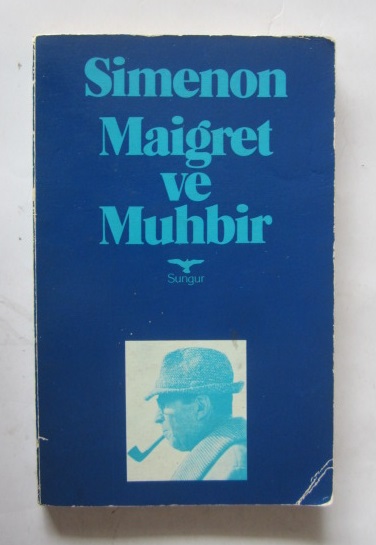 Simenon
Maigret
ve
Muhbir
Sungur